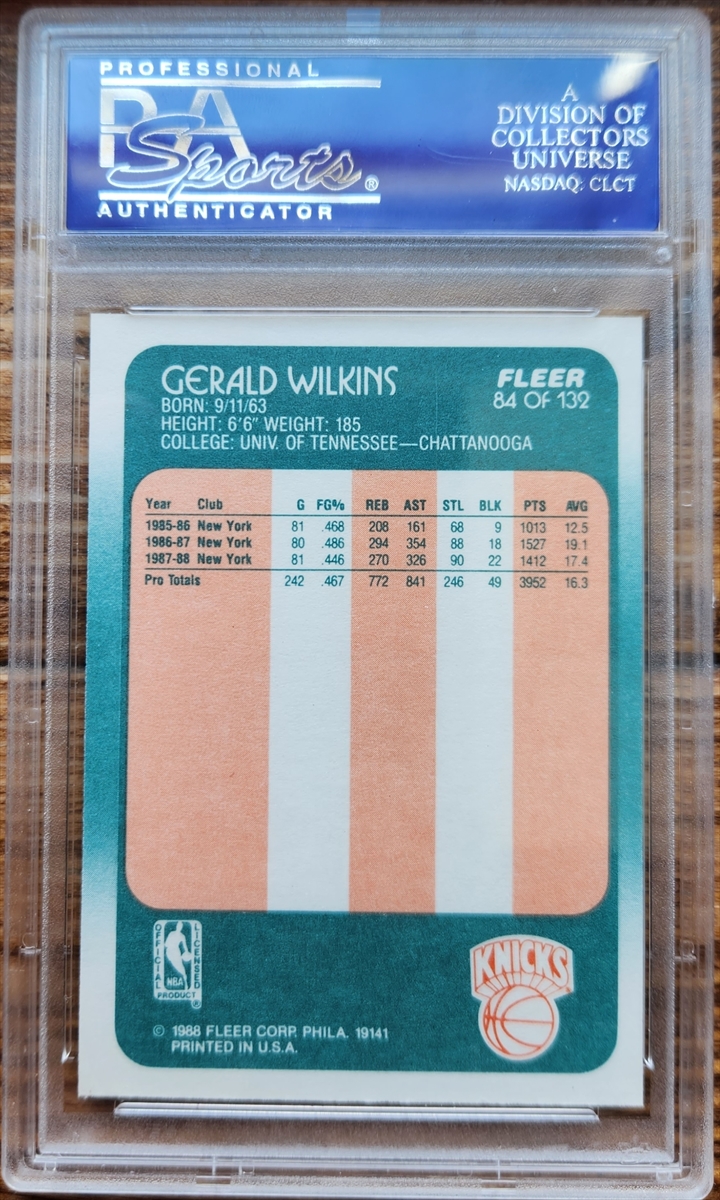 PROFESSIONAL
PSA
Sports®
AUTHENTICATOR
A
DIVISION OF
COLLECTORS
UNIVERSE
NASDAQ: CLCT
GERALD WILKINS
BORN: 9/11/63
HEIGHT: 6'6" WEIGHT: 185
COLLEGE: UNIV. OF TENNESSEE—CHATTANOOGA
FLEER
84 OF 132
Year Club G FG% REB AST STL BLK PTS AVG
1985-86 New York 81 .468 208 161 68 9 1013 12.5
1986-87 New York 80 .486 294 354 88 18 1527 19.1
1987-88 New York 81 .446 270 326 90 22 1412 17.4
Pro Totals 242 .467 772 841 246 49 3952 16.3
OFFICIAL
NBA
LICENSED
PRODUCT ®
KNICKS
© 1988 FLEER CORP. PHILA. 19141
PRINTED IN U.S.A.